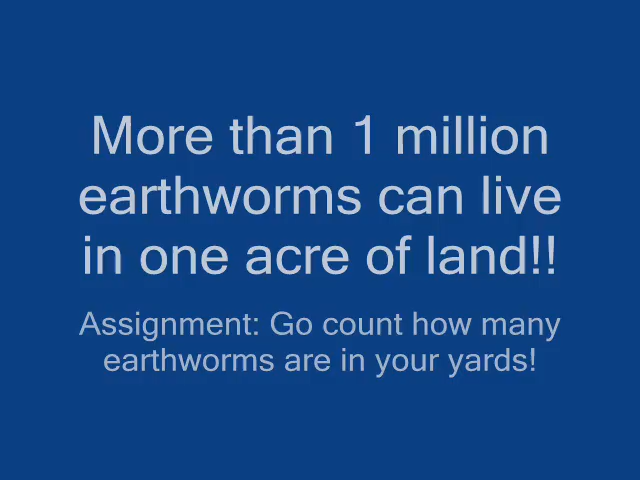 More than 1 million
earthworms can live
in one acre of land!!
Assignment: Go count how many
earthworms are in your yards!